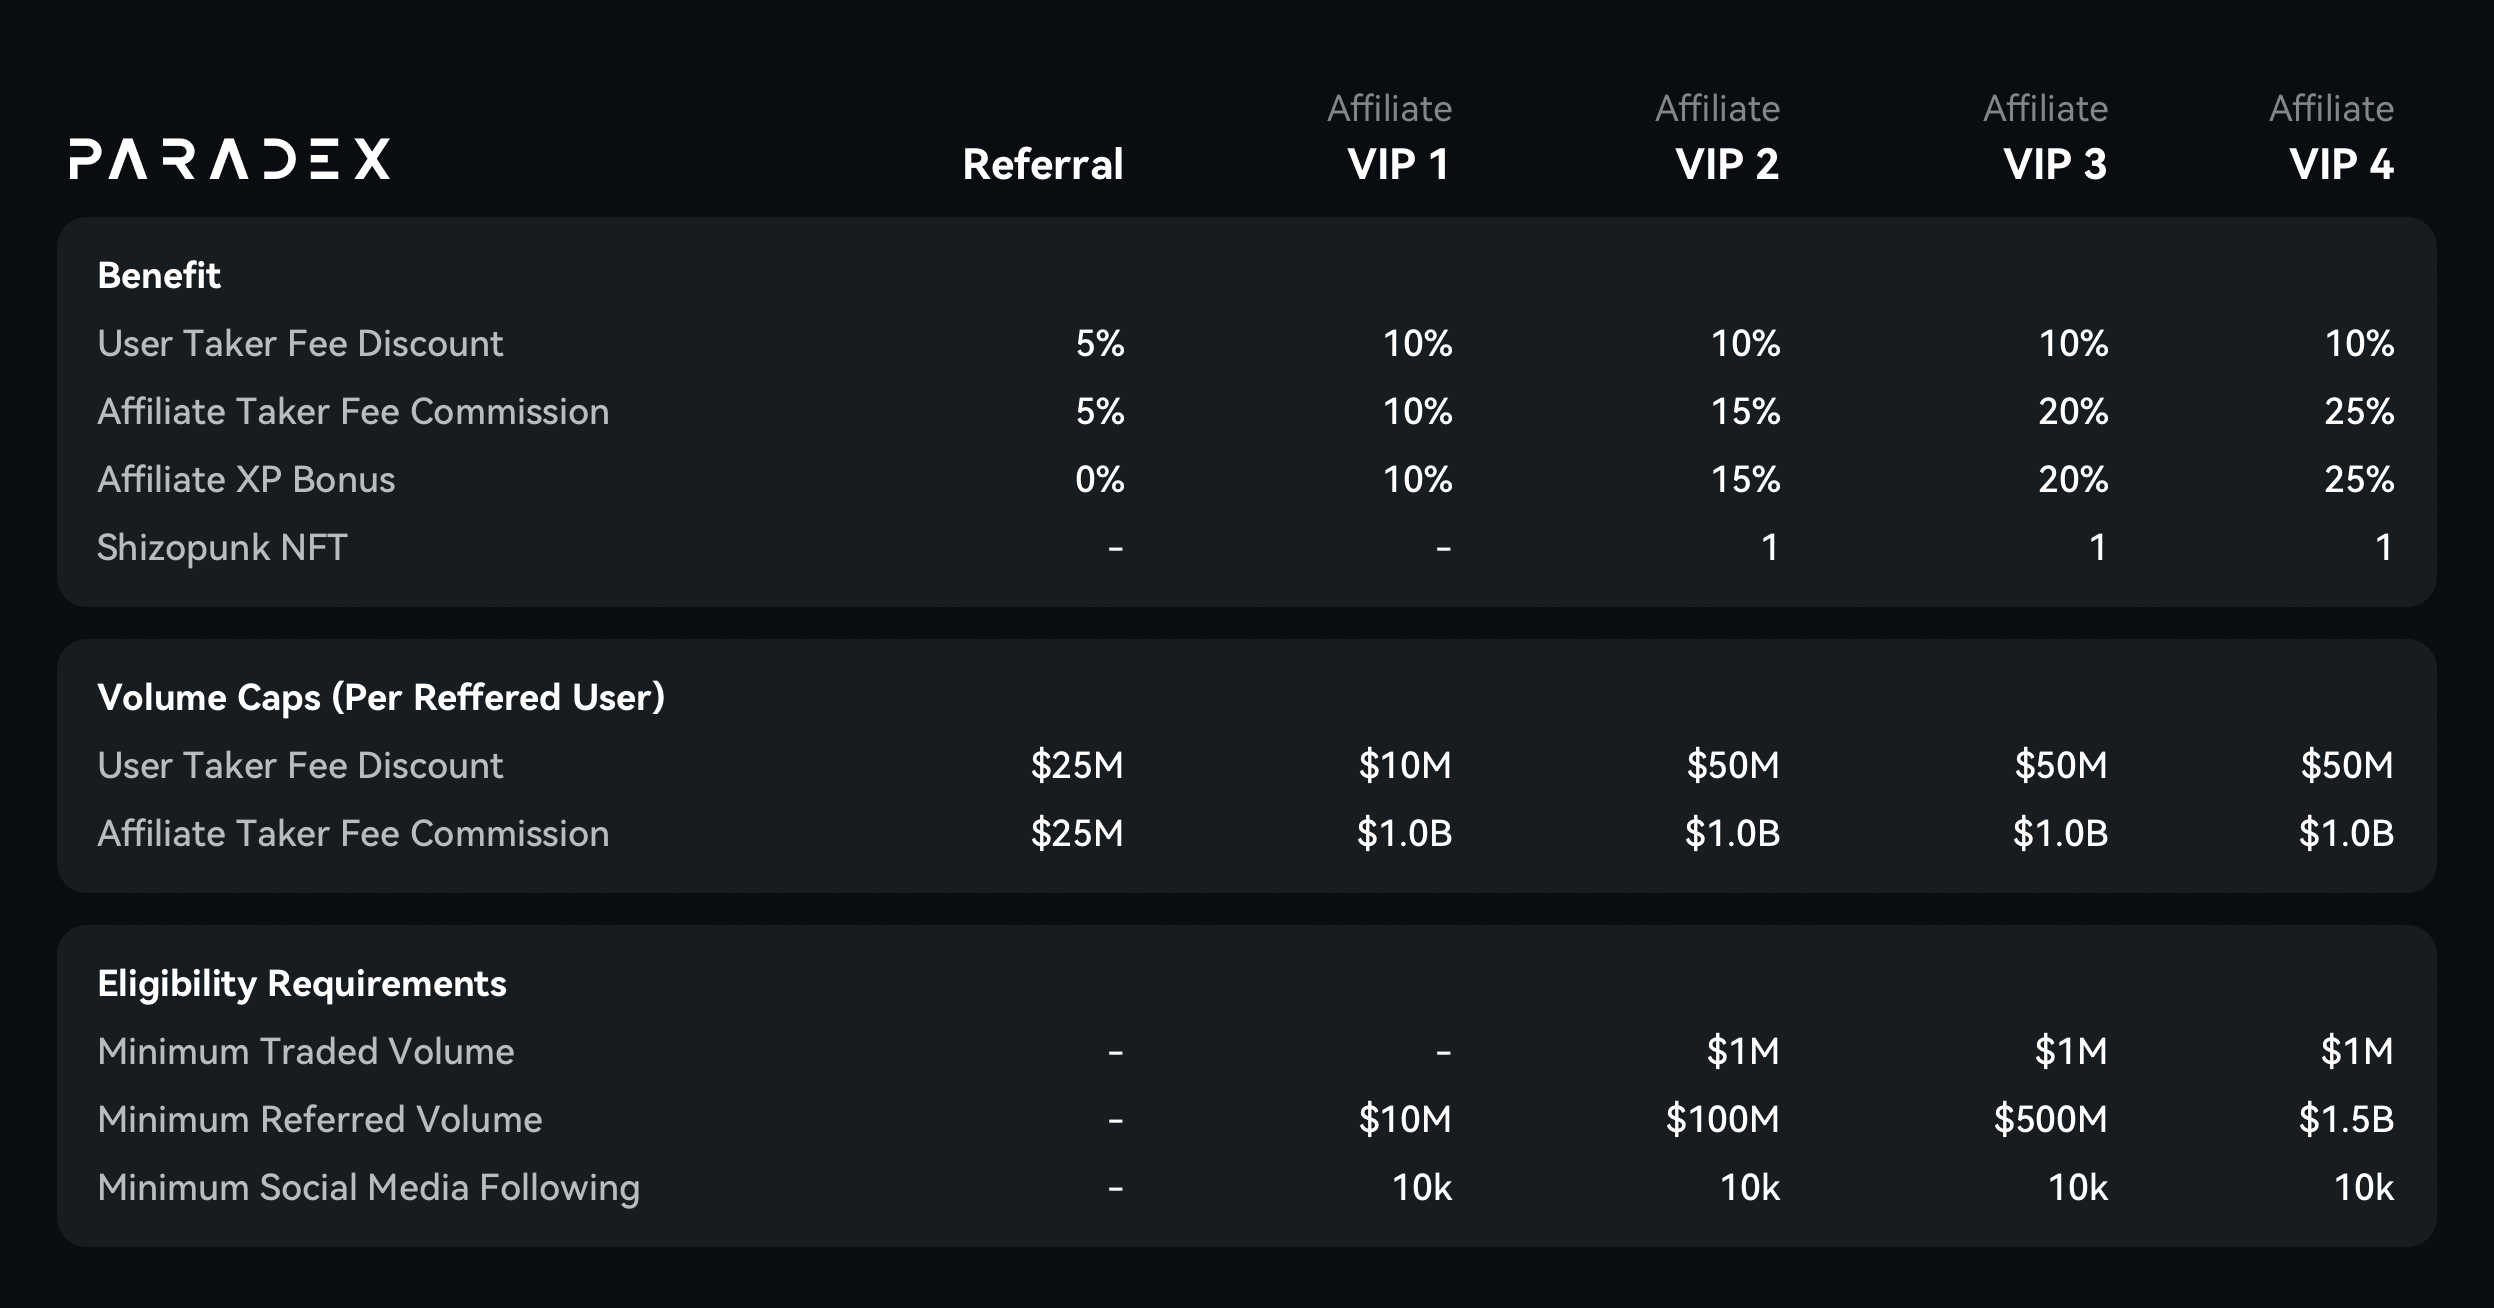 Affiliate Affiliate Affiliate Affiliate
PARADEX Referral VIP 1 VIP 2 VIP 3 VIP 4
Benefit
User Taker Fee Discount 5% 10% 10% 10% 10%
Affiliate Taker Fee Commission 5% 10% 15% 20% 25%
Affiliate XP Bonus 0% 10% 15% 20% 25%
Shizopunk NFT - - 1 1 1
Volume Caps (Per Reffered User)
User Taker Fee Discount $25M $10M $50M $50M $50M
Affiliate Taker Fee Commission $25M $1.0B $1.0B $1.0B $1.0B
Eligibility Requirements
Minimum Traded Volume - - $1M $1M $1M
Minimum Referred Volume - $10M $100M $500M $1.5B
Minimum Social Media Following - 10k 10k 10k 10k